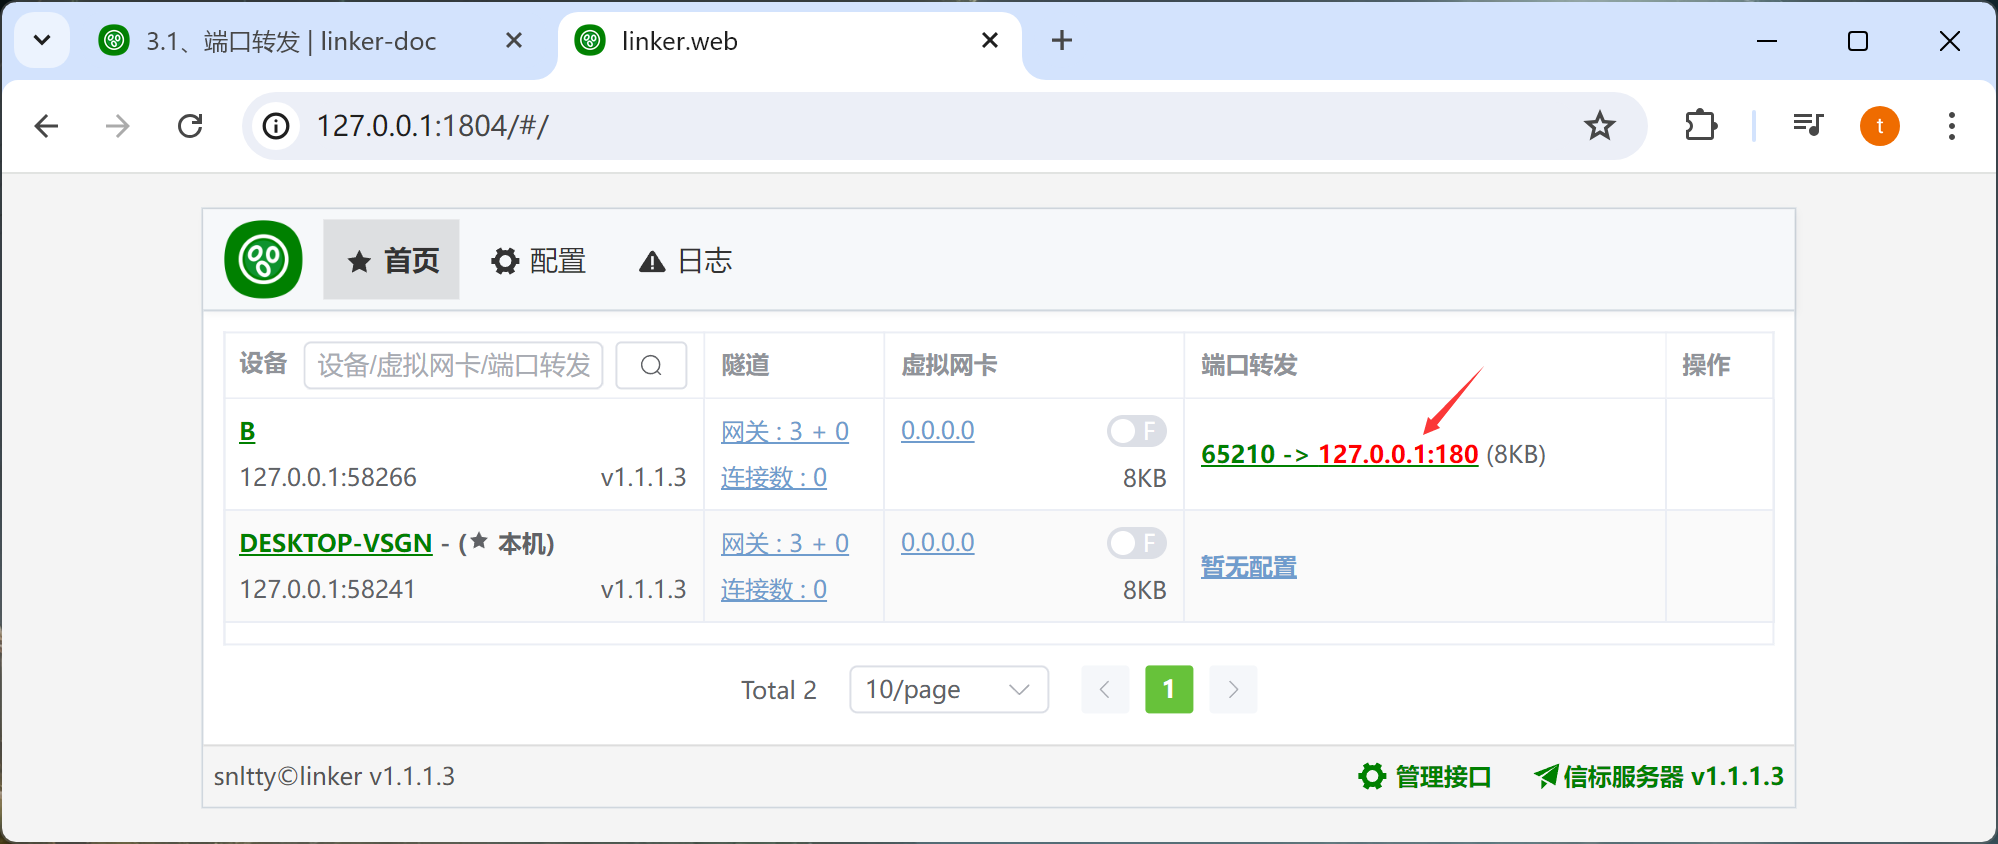 3.1、端口转发 | linker-doc
linker.web
127.0.0.1:1804/#/
t
首页
配置
日志
设备 设备/虚拟网卡/端口转发 隧道 虚拟网卡 端口转发 操作
B
127.0.0.1:58266 v1.1.1.3
网关 : 3 + 0
连接数 : 0
0.0.0.0 F
8KB
65210 -> 127.0.0.1:180 (8KB)
DESKTOP-VSGN - (★ 本机)
127.0.0.1:58241 v1.1.1.3
网关 : 3 + 0
连接数 : 0
0.0.0.0 F
8KB
暂无配置
Total 2 10/page 1
snltty©linker v1.1.1.3 管理接口 信标服务器 v1.1.1.3